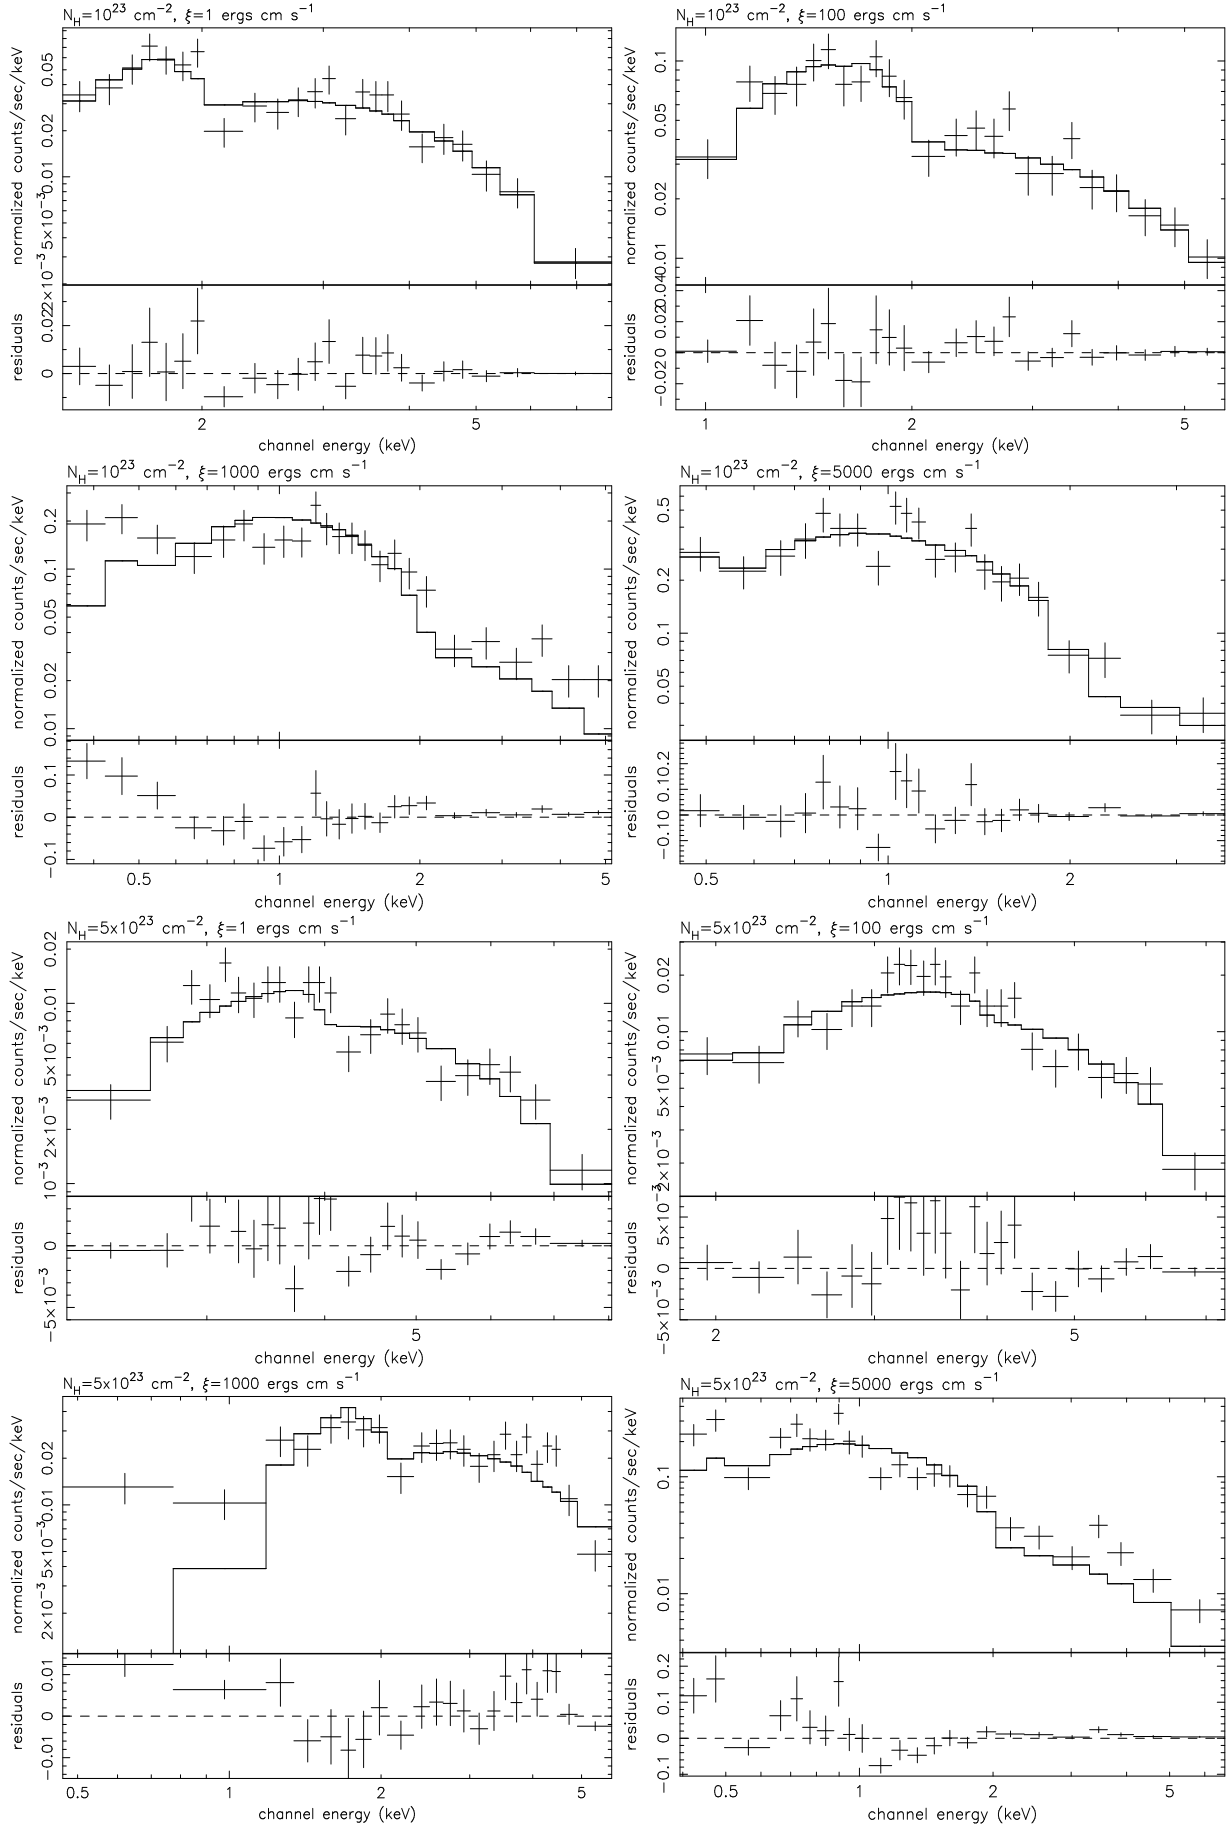 N_H=10^23 cm^−2, ξ=1 ergs cm s^−1
normalized counts/sec/keV
0.05
0.02
0.01
5×10^−3
2×10^−3
residuals
0.02
0
2
5
channel energy (keV)
N_H=10^23 cm^−2, ξ=100 ergs cm s^−1
normalized counts/sec/keV
0.1
0.05
0.02
0.01
residuals
0.04
0.02
0
−0.02
1
2
5
channel energy (keV)
N_H=10^23 cm^−2, ξ=1000 ergs cm s^−1
normalized counts/sec/keV
0.2
0.1
0.05
0.02
0.01
residuals
0.1
0
−0.1
0.5
1
2
5
channel energy (keV)
N_H=10^23 cm^−2, ξ=5000 ergs cm s^−1
normalized counts/sec/keV
0.5
0.2
0.1
0.05
residuals
0.2
0.1
0
−0.1
0.5
1
2
channel energy (keV)
N_H=5x10^23 cm^−2, ξ=1 ergs cm s^−1
normalized counts/sec/keV
0.02
0.01
5×10^−3
2×10^−3
10^−3
residuals
0
−5×10^−3
5
channel energy (keV)
N_H=5x10^23 cm^−2, ξ=100 ergs cm s^−1
normalized counts/sec/keV
0.02
0.01
5×10^−3
2×10^−3
residuals
5×10^−3
0
−5×10^−3
2
5
channel energy (keV)
N_H=5x10^23 cm^−2, ξ=1000 ergs cm s^−1
normalized counts/sec/keV
0.02
0.01
5×10^−3
2×10^−3
residuals
0.01
0
−0.01
0.5
1
2
5
channel energy (keV)
N_H=5x10^23 cm^−2, ξ=5000 ergs cm s^−1
normalized counts/sec/keV
0.1
0.01
residuals
0.2
0.1
0
−0.1
0.5
1
2
5
channel energy (keV)